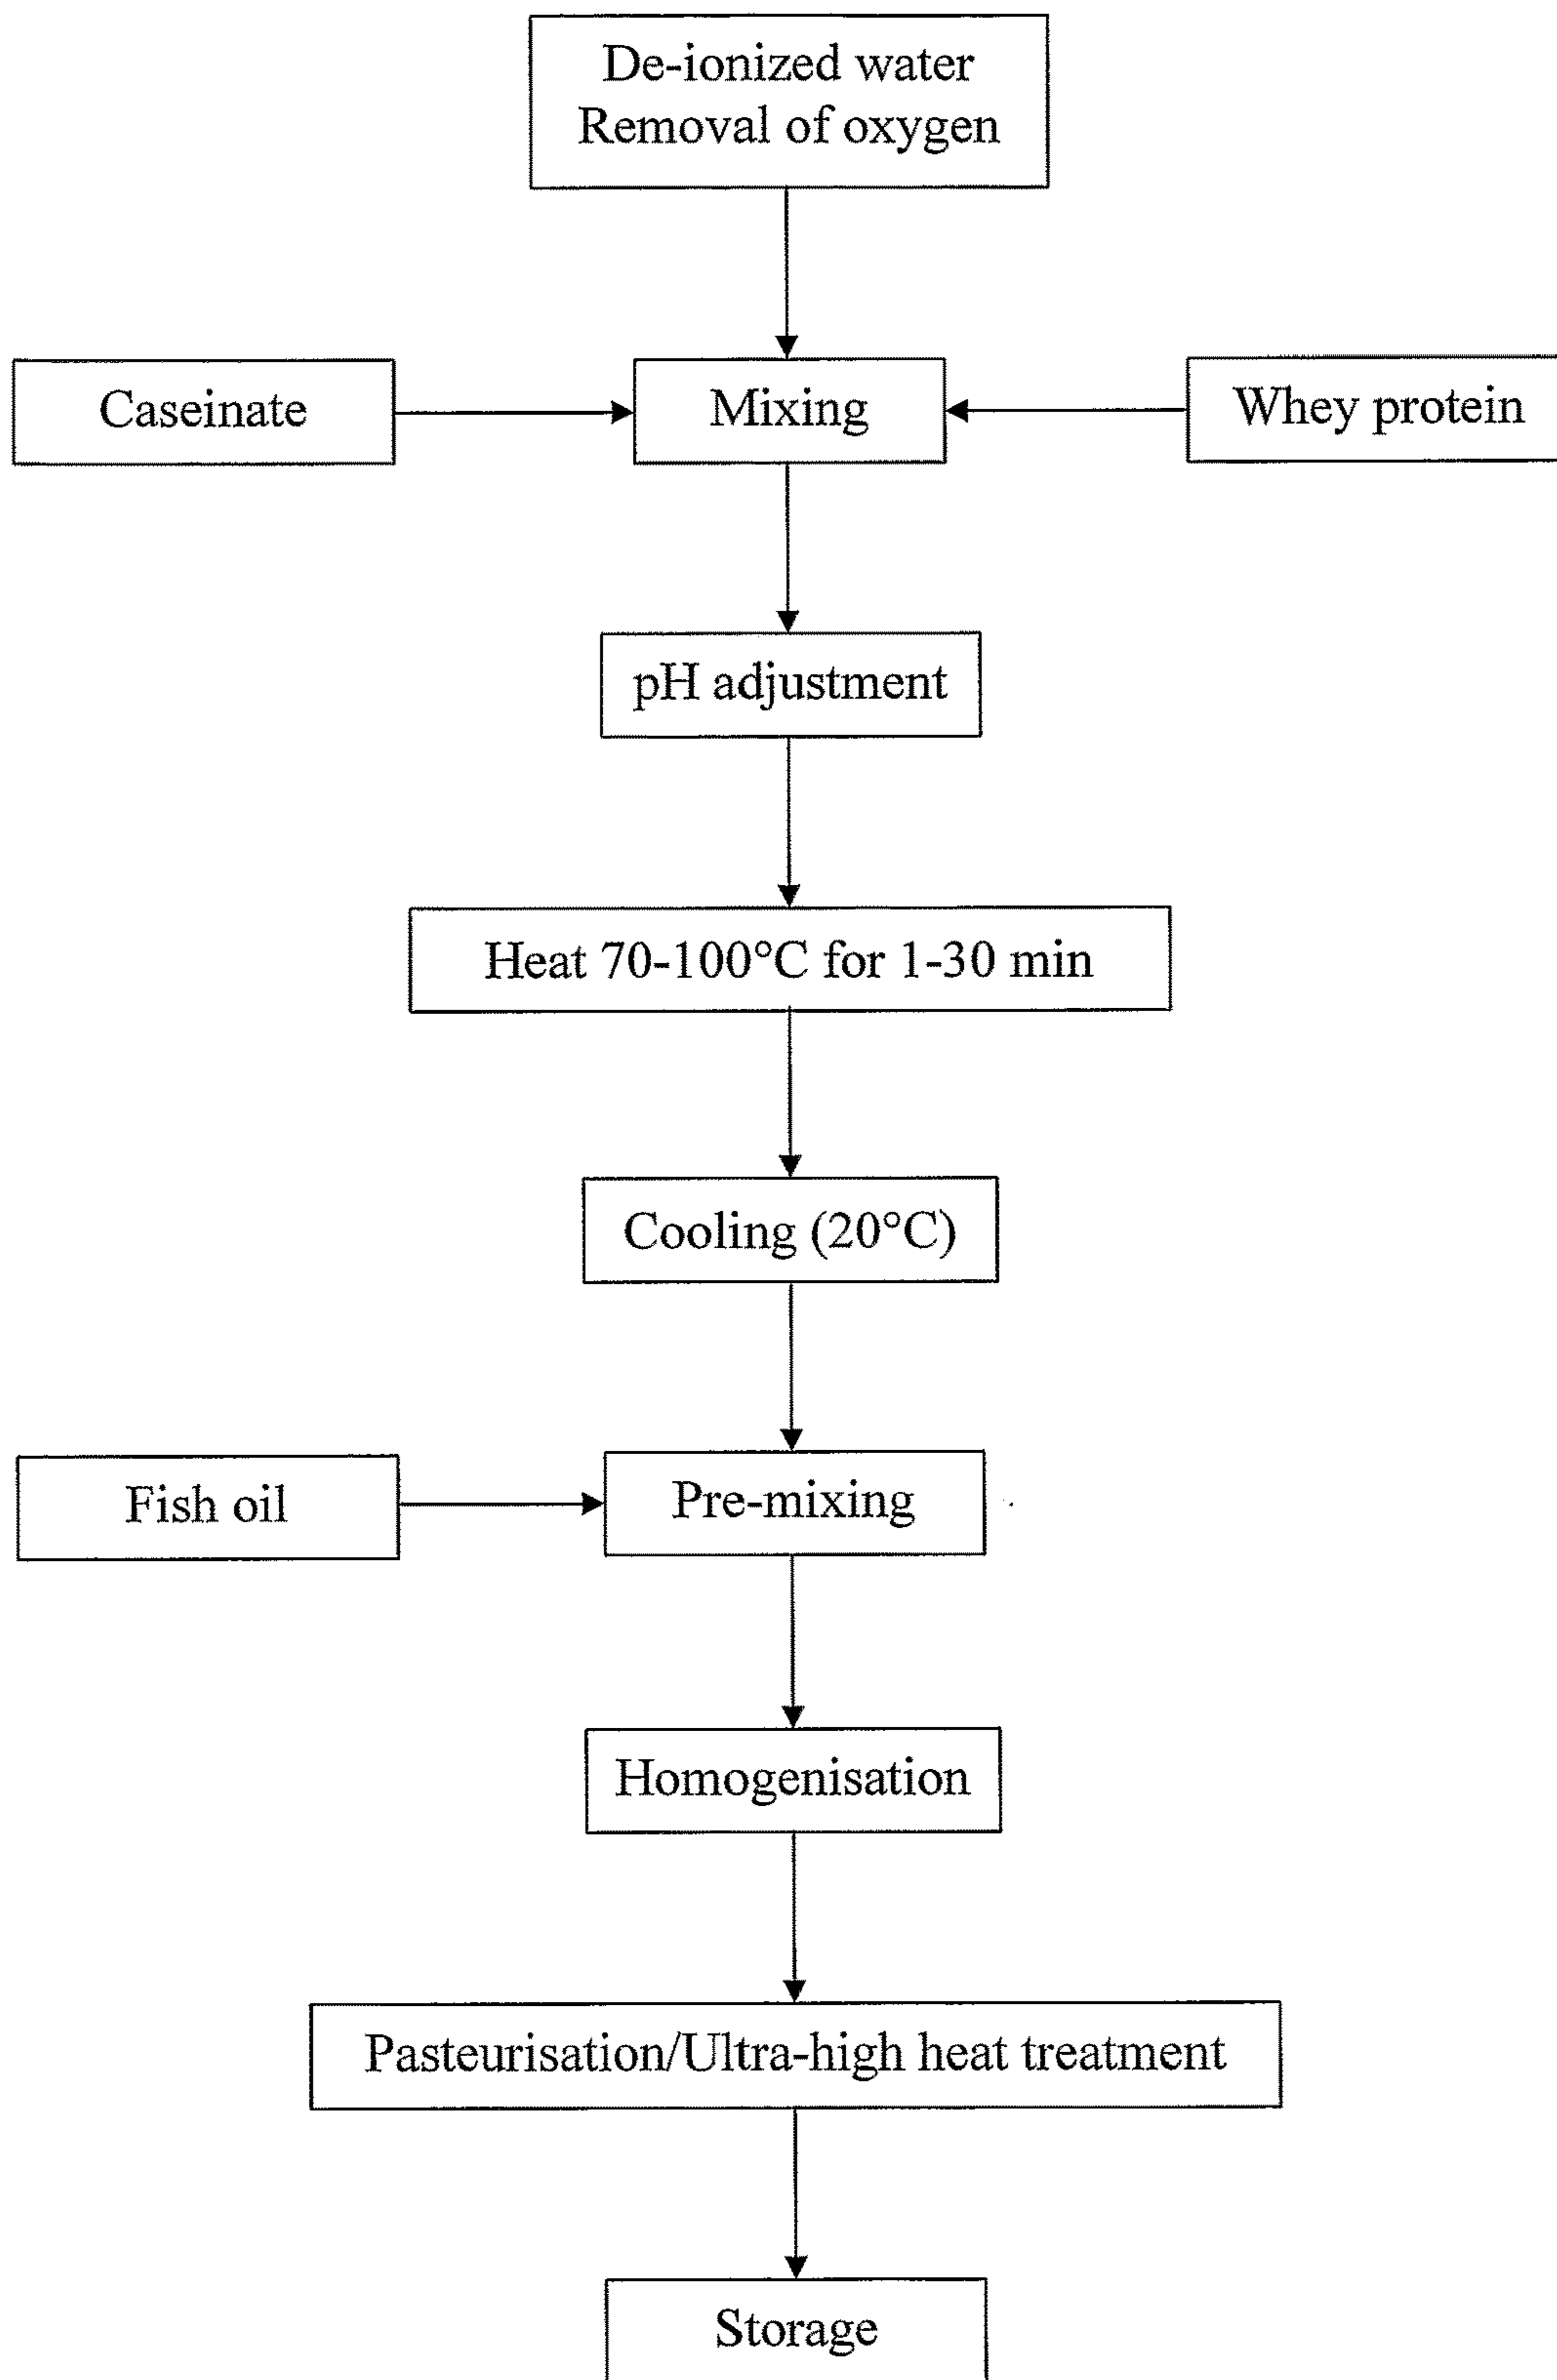 De-ionized water
Removal of oxygen
Caseinate
Mixing
Whey protein
pH adjustment
Heat 70-100°C for 1-30 min
Cooling (20°C)
Fish oil
Pre-mixing
Homogenisation
Pasteurisation/Ultra-high heat treatment
Storage